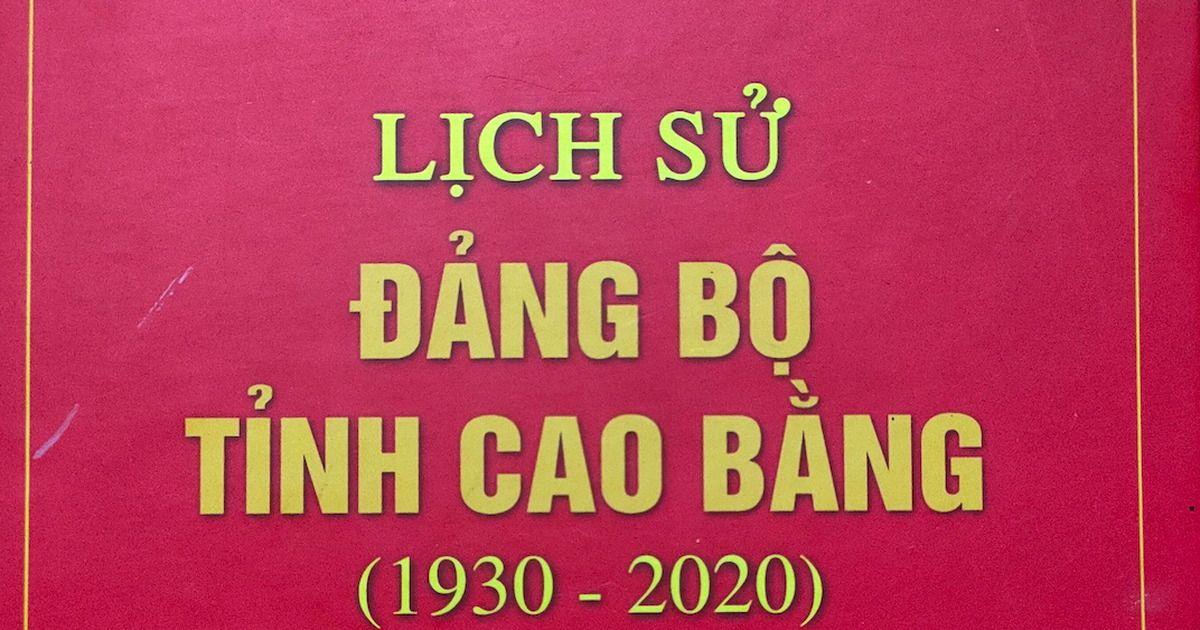 LỊCH SỬ
ĐẢNG BỘ
TỈNH CAO BẰNG
(1930 - 2020)